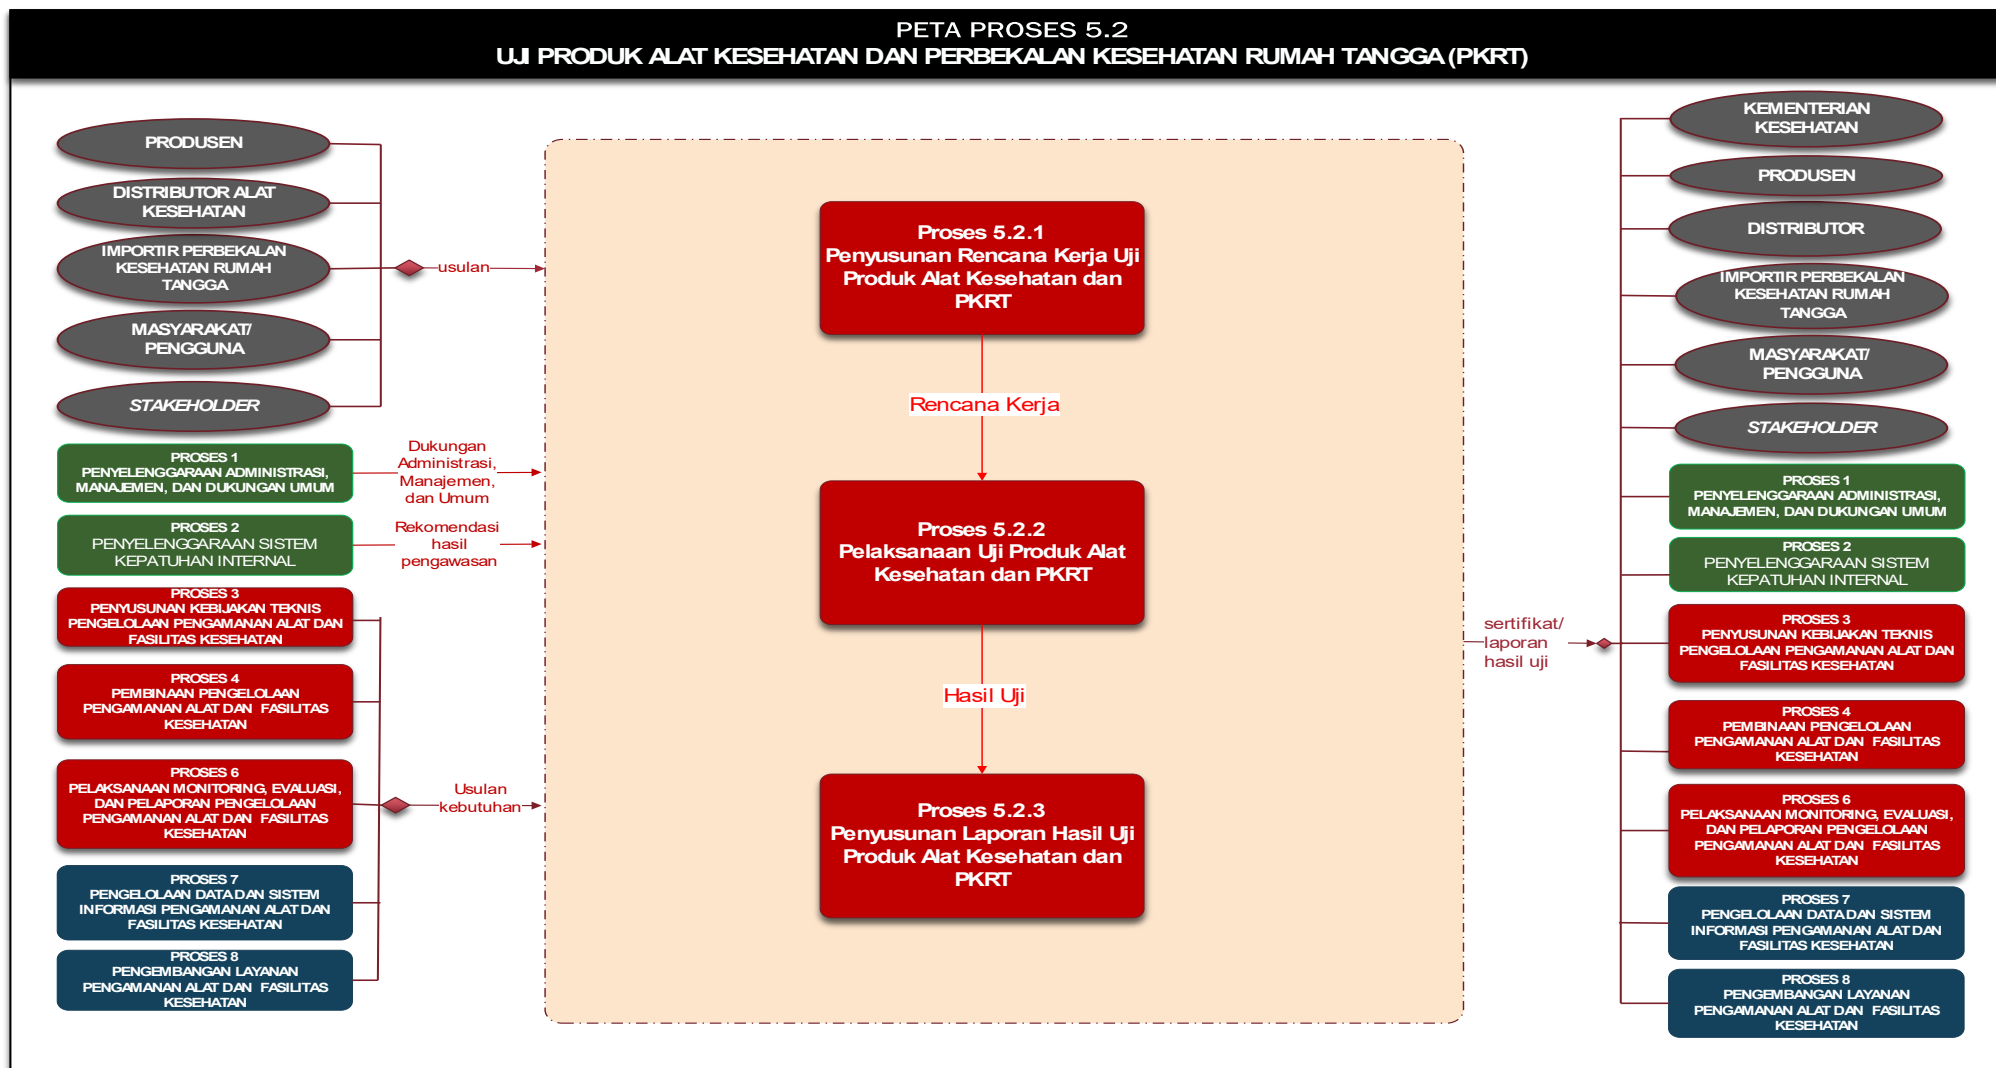 PETA PROSES 5.2
UJI PRODUK ALAT KESEHATAN DAN PERBEKALAN KESEHATAN RUMAH TANGGA (PKRT)
PRODUSEN
DISTRIBUTOR ALAT
KESEHATAN
IMPORTIR PERBEKALAN
KESEHATAN RUMAH
TANGGA
MASYARAKAT/
PENGGUNA
STAKEHOLDER
usulan
PROSES 1
PENYELENGGARAAN ADMINISTRASI,
MANAJEMEN, DAN DUKUNGAN UMUM
Dukungan
Administrasi,
Manajemen,
dan Umum
PROSES 2
PENYELENGGARAAN SISTEM
KEPATUHAN INTERNAL
Rekomendasi
hasil
pengawasan
PROSES 3
PENYUSUNAN KEBIJAKAN TEKNIS
PENGELOLAAN PENGAMANAN ALAT DAN
FASILITAS KESEHATAN
PROSES 4
PEMBINAAN PENGELOLAAN
PENGAMANAN ALAT DAN FASILITAS
KESEHATAN
PROSES 6
PELAKSANAAN MONITORING, EVALUASI,
DAN PELAPORAN PENGELOLAAN
PENGAMANAN ALAT DAN FASILITAS
KESEHATAN
Usulan
kebutuhan
PROSES 7
PENGELOLAAN DATA DAN SISTEM
INFORMASI PENGAMANAN ALAT DAN
FASILITAS KESEHATAN
PROSES 8
PENGEMBANGAN LAYANAN
PENGAMANAN ALAT DAN FASILITAS
KESEHATAN
Proses 5.2.1
Penyusunan Rencana Kerja Uji
Produk Alat Kesehatan dan
PKRT
Rencana Kerja
Proses 5.2.2
Pelaksanaan Uji Produk Alat
Kesehatan dan PKRT
Hasil Uji
Proses 5.2.3
Penyusunan Laporan Hasil Uji
Produk Alat Kesehatan dan
PKRT
sertifikat/
laporan
hasil uji
KEMENTERIAN
KESEHATAN
PRODUSEN
DISTRIBUTOR
IMPORTIR PERBEKALAN
KESEHATAN RUMAH
TANGGA
MASYARAKAT/
PENGGUNA
STAKEHOLDER
PROSES 1
PENYELENGGARAAN ADMINISTRASI,
MANAJEMEN, DAN DUKUNGAN UMUM
PROSES 2
PENYELENGGARAAN SISTEM
KEPATUHAN INTERNAL
PROSES 3
PENYUSUNAN KEBIJAKAN TEKNIS
PENGELOLAAN PENGAMANAN ALAT DAN
FASILITAS KESEHATAN
PROSES 4
PEMBINAAN PENGELOLAAN
PENGAMANAN ALAT DAN FASILITAS
KESEHATAN
PROSES 6
PELAKSANAAN MONITORING, EVALUASI,
DAN PELAPORAN PENGELOLAAN
PENGAMANAN ALAT DAN FASILITAS
KESEHATAN
PROSES 7
PENGELOLAAN DATA DAN SISTEM
INFORMASI PENGAMANAN ALAT DAN
FASILITAS KESEHATAN
PROSES 8
PENGEMBANGAN LAYANAN
PENGAMANAN ALAT DAN FASILITAS
KESEHATAN